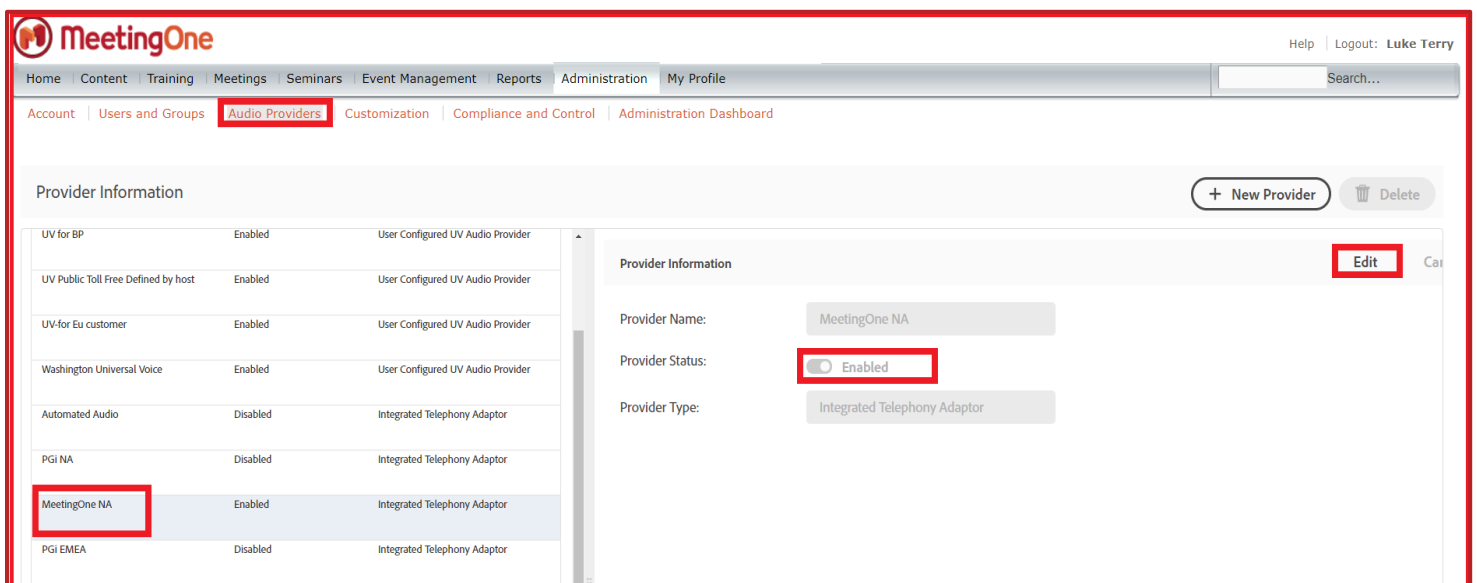 MeetingOne
Help Logout: Luke Terry
Home Content Training Meetings Seminars Event Management Reports Administration My Profile Search...
Account Users and Groups Audio Providers Customization Compliance and Control Administration Dashboard
Provider Information
+ New Provider Delete
UV for BP Enabled User Configured UV Audio Provider
Provider Information Edit Car
UV Public Toll Free Defined by host Enabled User Configured UV Audio Provider
UV-for Eu customer Enabled User Configured UV Audio Provider
Provider Name: MeetingOne NA
Provider Status: Enabled
Washington Universal Voice Enabled User Configured UV Audio Provider
Provider Type: Integrated Telephony Adaptor
Automated Audio Disabled Integrated Telephony Adaptor
PGi NA Disabled Integrated Telephony Adaptor
MeetingOne NA Enabled Integrated Telephony Adaptor
PGi EMEA Disabled Integrated Telephony Adaptor